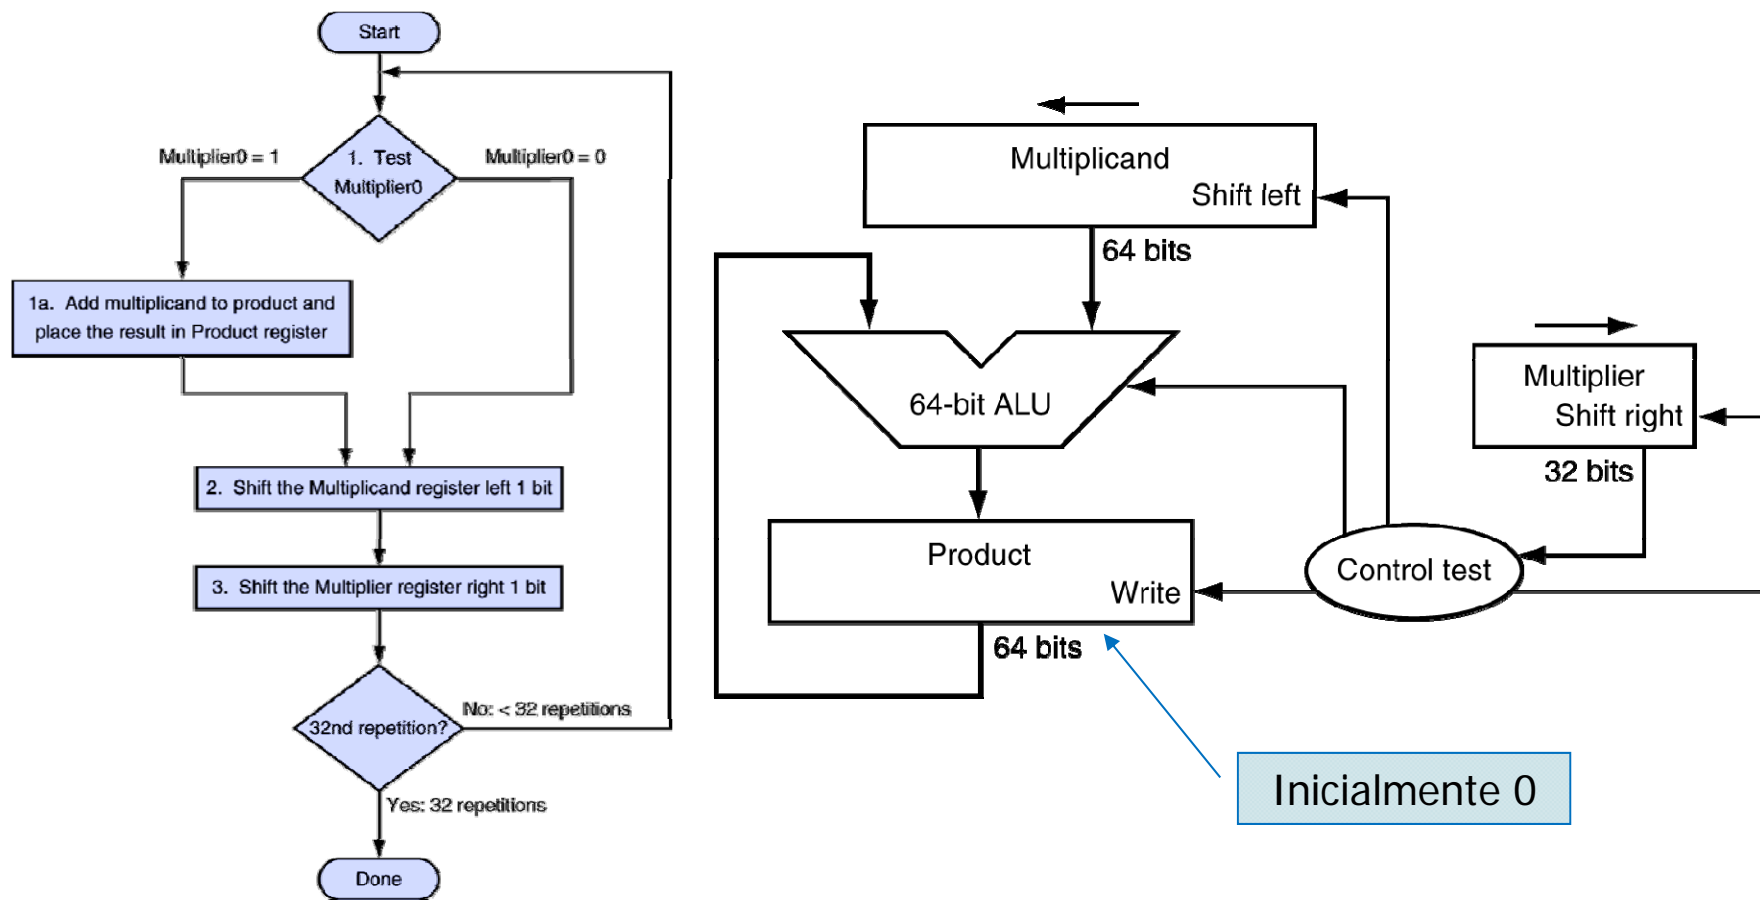 Start
Multiplier0 = 1
1. Test
Multiplier0
Multiplier0 = 0
1a. Add multiplicand to product and
place the result in Product register
2. Shift the Multiplicand register left 1 bit
3. Shift the Multiplier register right 1 bit
32nd repetition?
No: < 32 repetitions
Yes: 32 repetitions
Done
Multiplicand
Shift left
64 bits
64-bit ALU
Multiplier
Shift right
32 bits
Control test
Product
Write
64 bits
Inicialmente 0